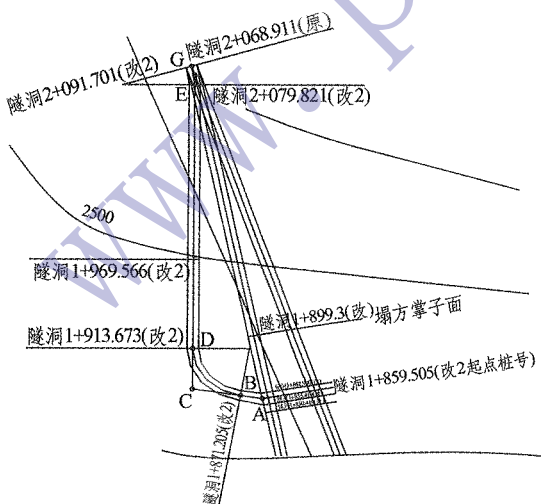 隧洞2+068.911(原)
G
隧洞2+091.701(改2)
E
隧洞2+079.821(改2)
2500
隧洞1+969.566(改2)
隧洞1+899.3(改)塌方掌子面
隧洞1+913.673(改2)
D
隧洞1+859.505(改2起点桩号)
B
C
A
隧洞1+871.205(改2)
www.
p